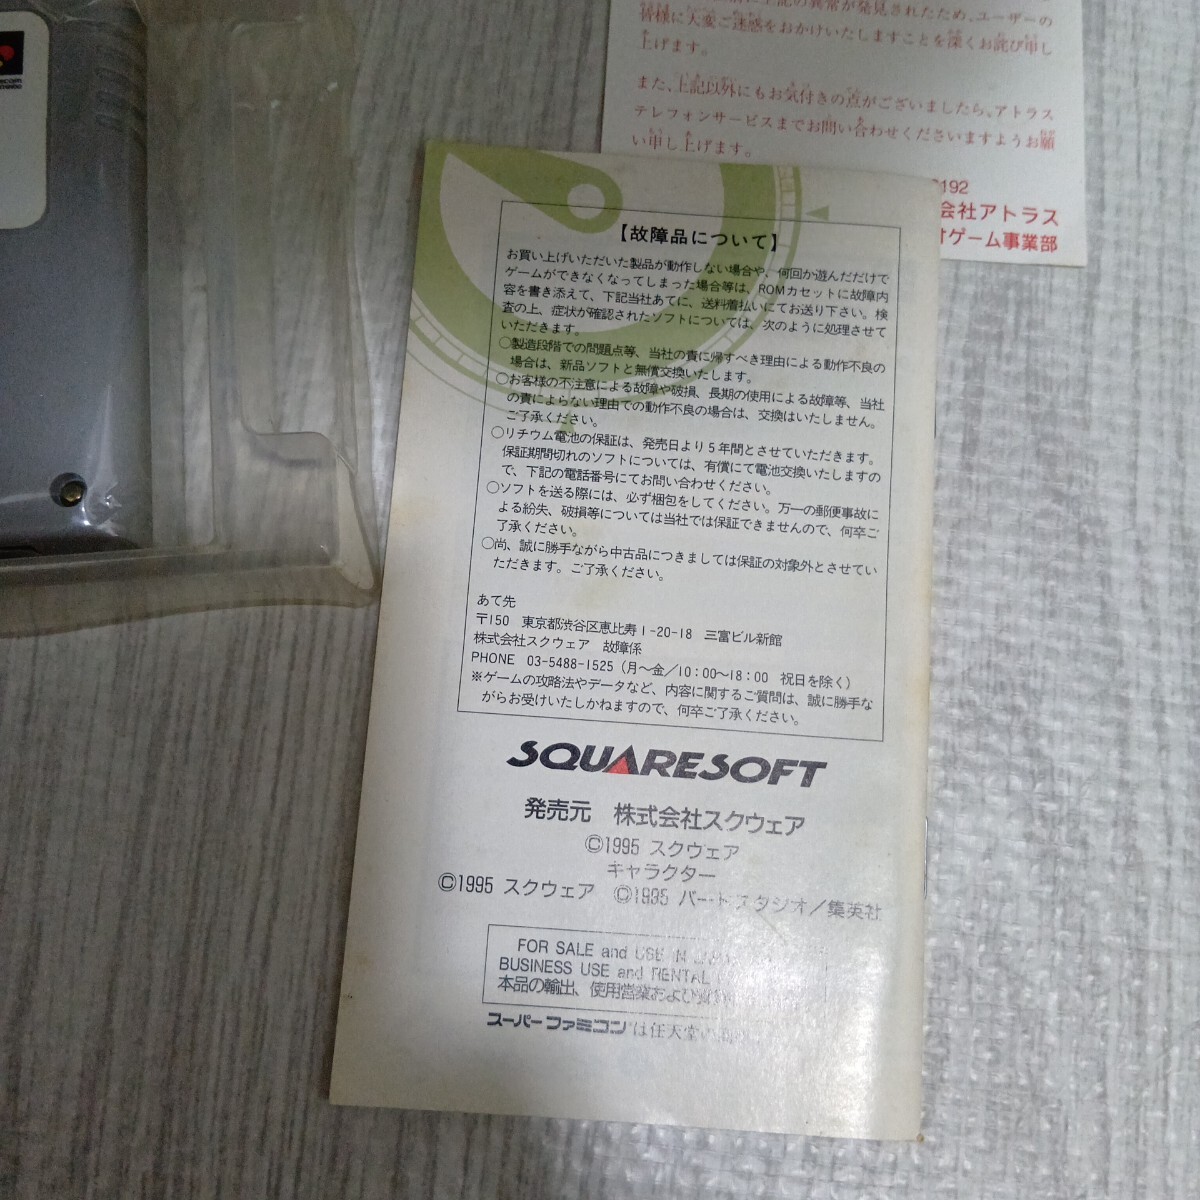 に上記の異常が発見されたため、ユーザーの
皆様に大変ご迷惑をおかけいたしますことを深くお詫び申し
上げます。
また、上記以外にもお気付きの点がございましたら、アトラス
テレフォンサービスまでお問い合わせくださいますようお願
い申し上げます。
192
会社アトラス
ゲーム事業部
【故障品について】
お買い上げいただいた製品が動作しない場合や、何回か遊んだだけで
ゲームができなくなってしまった場合等は、ROMカセットに故障内
容を書き添えて、下記当社あてに、送料着払いにてお送り下さい。検
査の上、症状が確認されたソフトについては、次のように処理させて
いただきます。
○製造段階での問題点等、当社の責に帰すべき理由による動作不良の
場合は、新品ソフトと無償交換いたします。
○お客様の不注意による故障や破損、長期の使用による故障等、当社
の責によらない理由での動作不良の場合は、交換はいたしません。
ご了承ください。
○リチウム電池の保証は、発売日より5年間とさせていただきます。
保証期間切れのソフトについては、有償にて電池交換いたしますの
で、下記の電話番号にてお問い合わせください。
○ソフトを送る際には、必ず梱包をしてください。万一の郵便事故に
よる紛失、破損等については当社では保証できませんので、何卒ご
了承ください。
○尚、誠に勝手ながら中古品につきましては保証の対象外とさせてい
ただきます。ご了承ください。
あて先
〒150 東京都渋谷区恵比寿1-20-18 三富ビル新館
株式会社スクウェア 故障係
PHONE 03-5488-1525(月〜金/10:00〜18:00 祝日を除く)
※ゲームの攻略法やデータなど、内容に関するご質問は、誠に勝手な
がらお受けいたしかねますので、何卒ご了承ください。
SQUARESOFT
発売元 株式会社スクウェア
©1995 スクウェア
キャラクター
©1995 スクウェア ©1995 バードスタジオ/集英社
FOR SALE and USE IN
BUSINESS USE and RENTAL
本品の輸出、使用営業および
スーパーファミコンは任天堂の